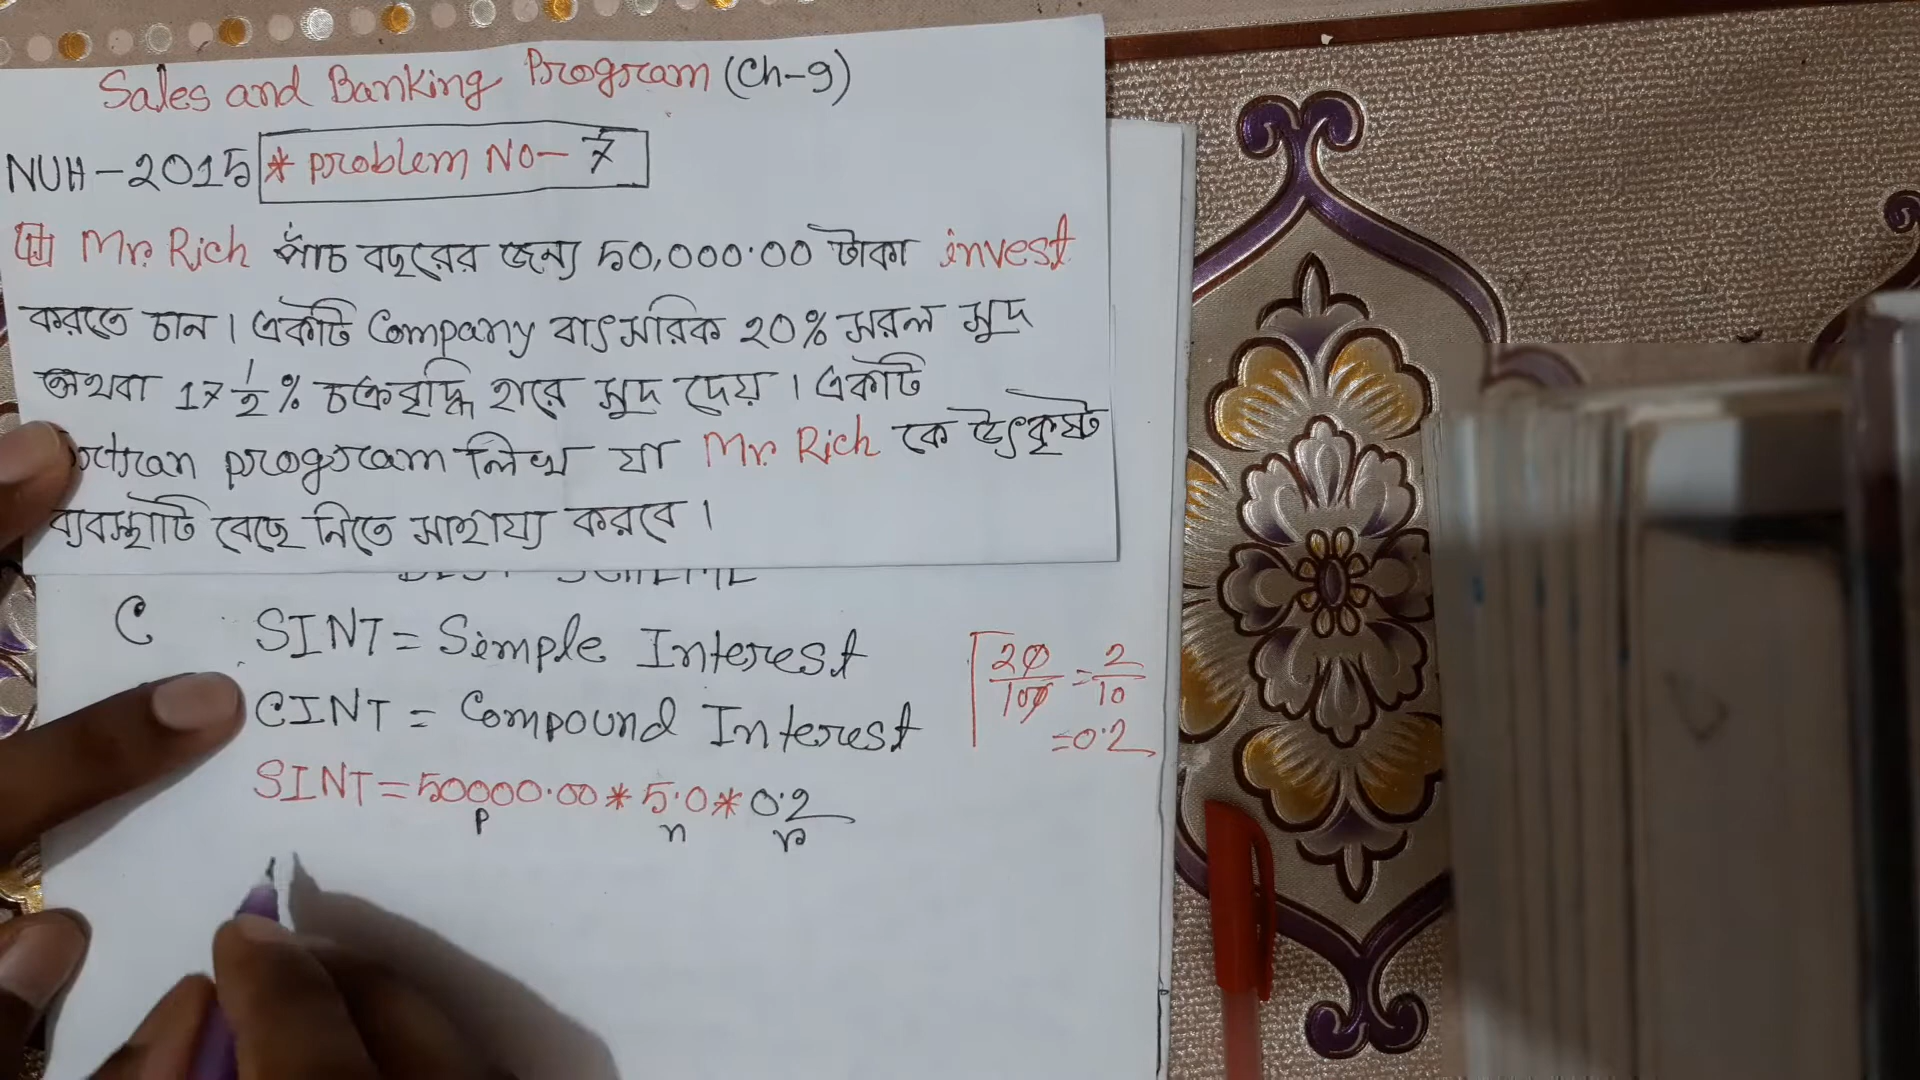 Sales and Banking Program (Ch-9)
NUH-2015 * problem No- 7
Mr. Rich পাঁচ বছরের জন্য 50,000.00 টাকা invest
করতে চান। একটি Company বাৎসরিক 20% সরল সুদ
অথবা 17 1/2 % চক্রবৃদ্ধি হারে সুদ দেয়। একটি
program লিখ যা Mr. Rich কে উৎকৃষ্ট
ব্যবস্থাটি বেছে নিতে সাহায্য করবে।
C SINT = Simple Interest
CINT = Compound Interest
20/100 = 2/10
=0.2
SINT = 50000.00 * 5.0 * 0.2
P n r